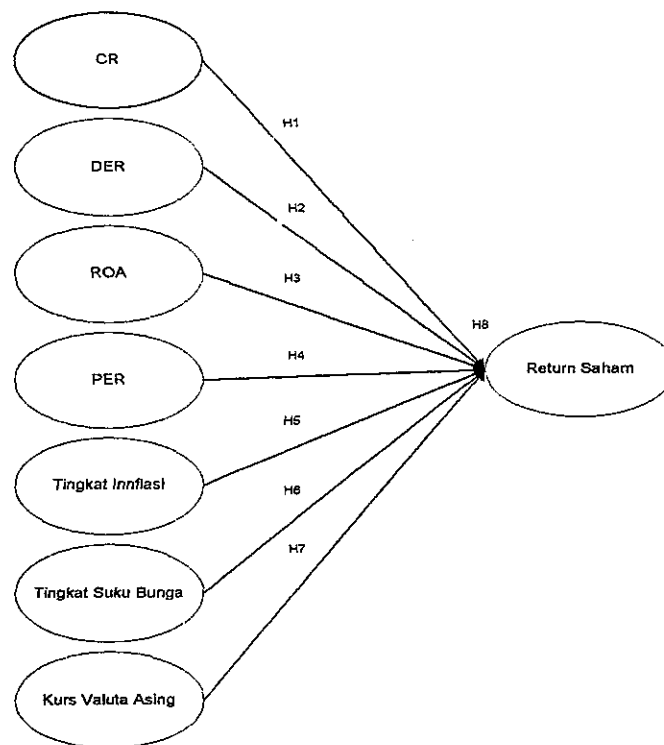 CR
H1
DER
H2
ROA
H3
H8
PER
H4
Return Saham
Tingkat Innflasi
H5
H6
Tingkat Suku Bunga
H7
Kurs Valuta Asing